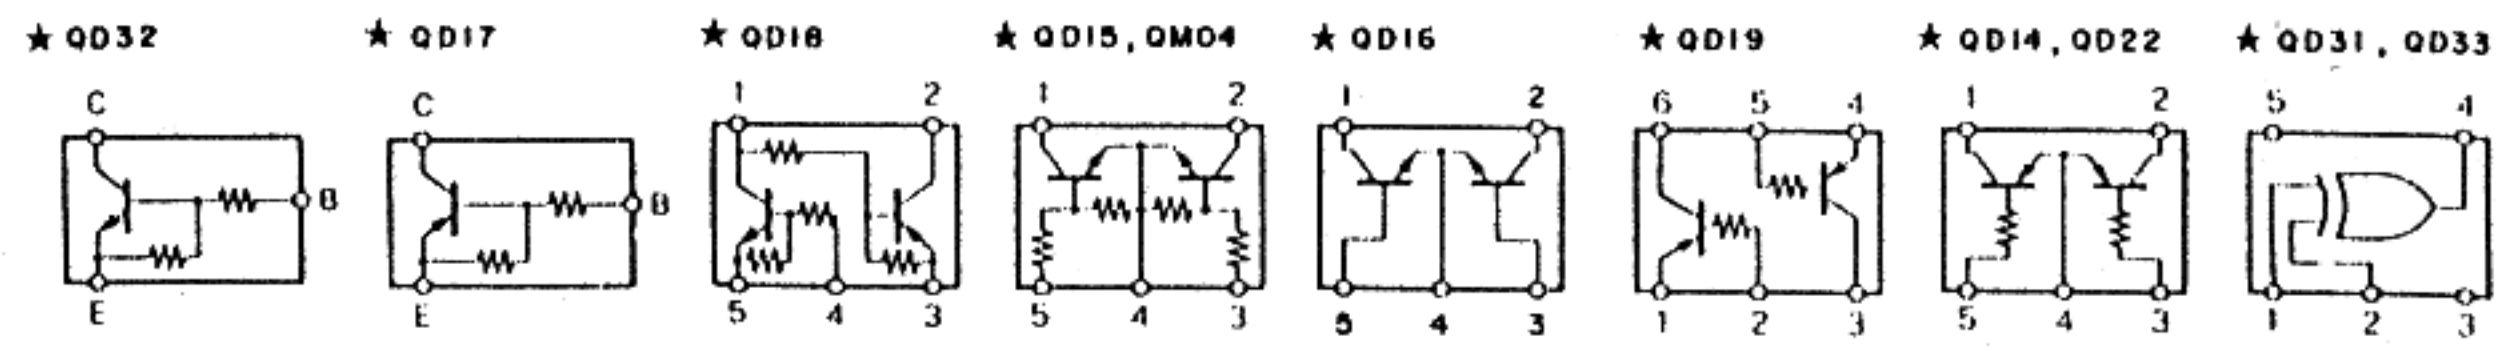 ★ QD32 ★ QD17 ★ QD18 ★ QD15, QM04 ★ QD16 ★ QD19 ★ QD14, QD22 ★ QD31, QD33
C C 1 2 1 2 1 2 6 5 4 1 2 5 4
B B
E E 5 4 3 5 4 3 5 4 3 1 2 3 5 4 3 1 2 3